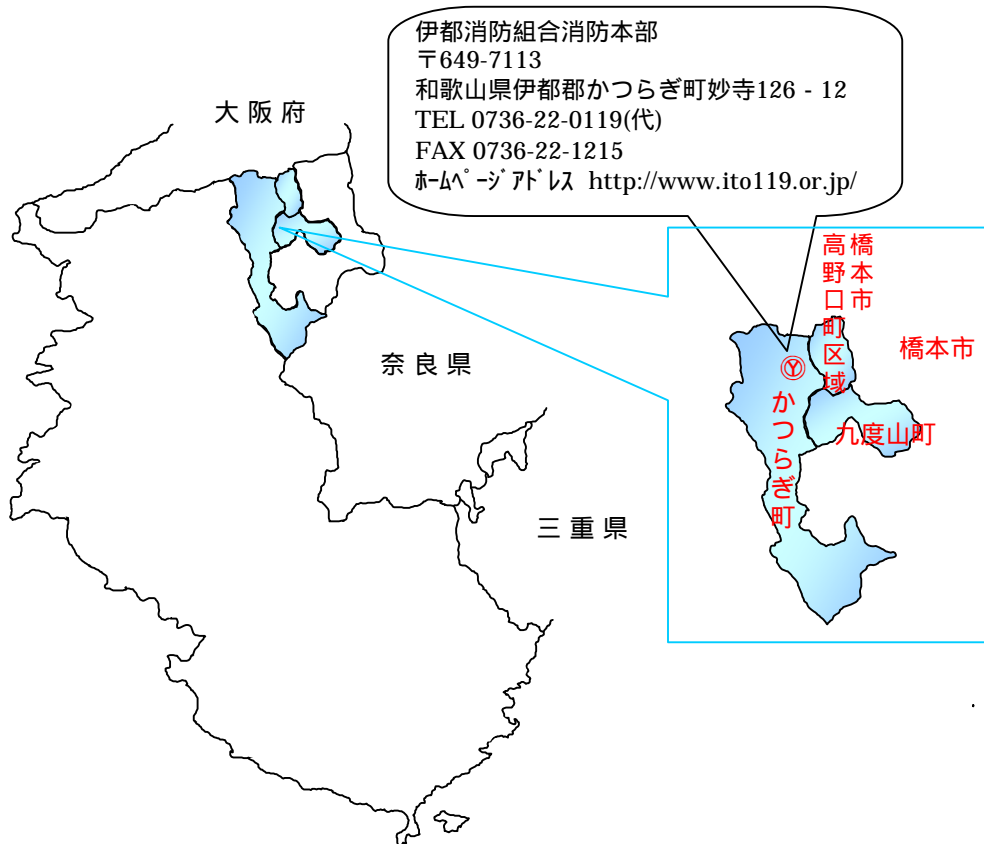 伊都消防組合消防本部
〒649-7113
和歌山県伊都郡かつらぎ町妙寺126 - 12
TEL 0736-22-0119(代)
FAX 0736-22-1215
ﾎｰﾑﾍﾟｰｼﾞｱﾄﾞﾚｽ http://www.ito119.or.jp/
大阪府
奈良県
三重県
橋本市
高野口町区域
橋本市
Ⓨ
かつらぎ町
九度山町